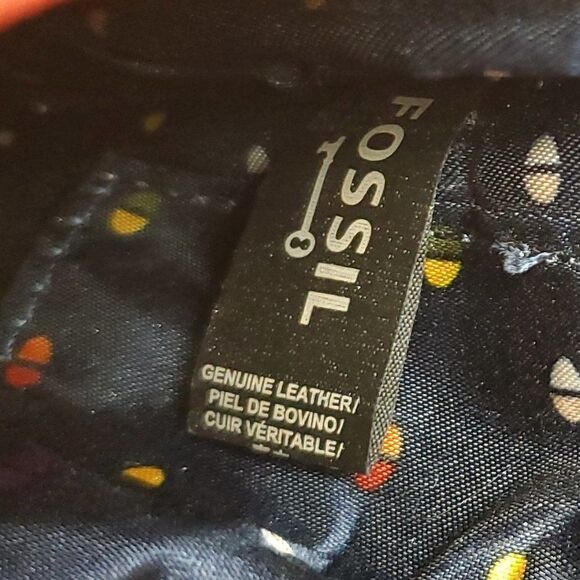 FOSSIL
GENUINE LEATHER/
PIEL DE BOVINO/
CUIR VÉRITABLE/